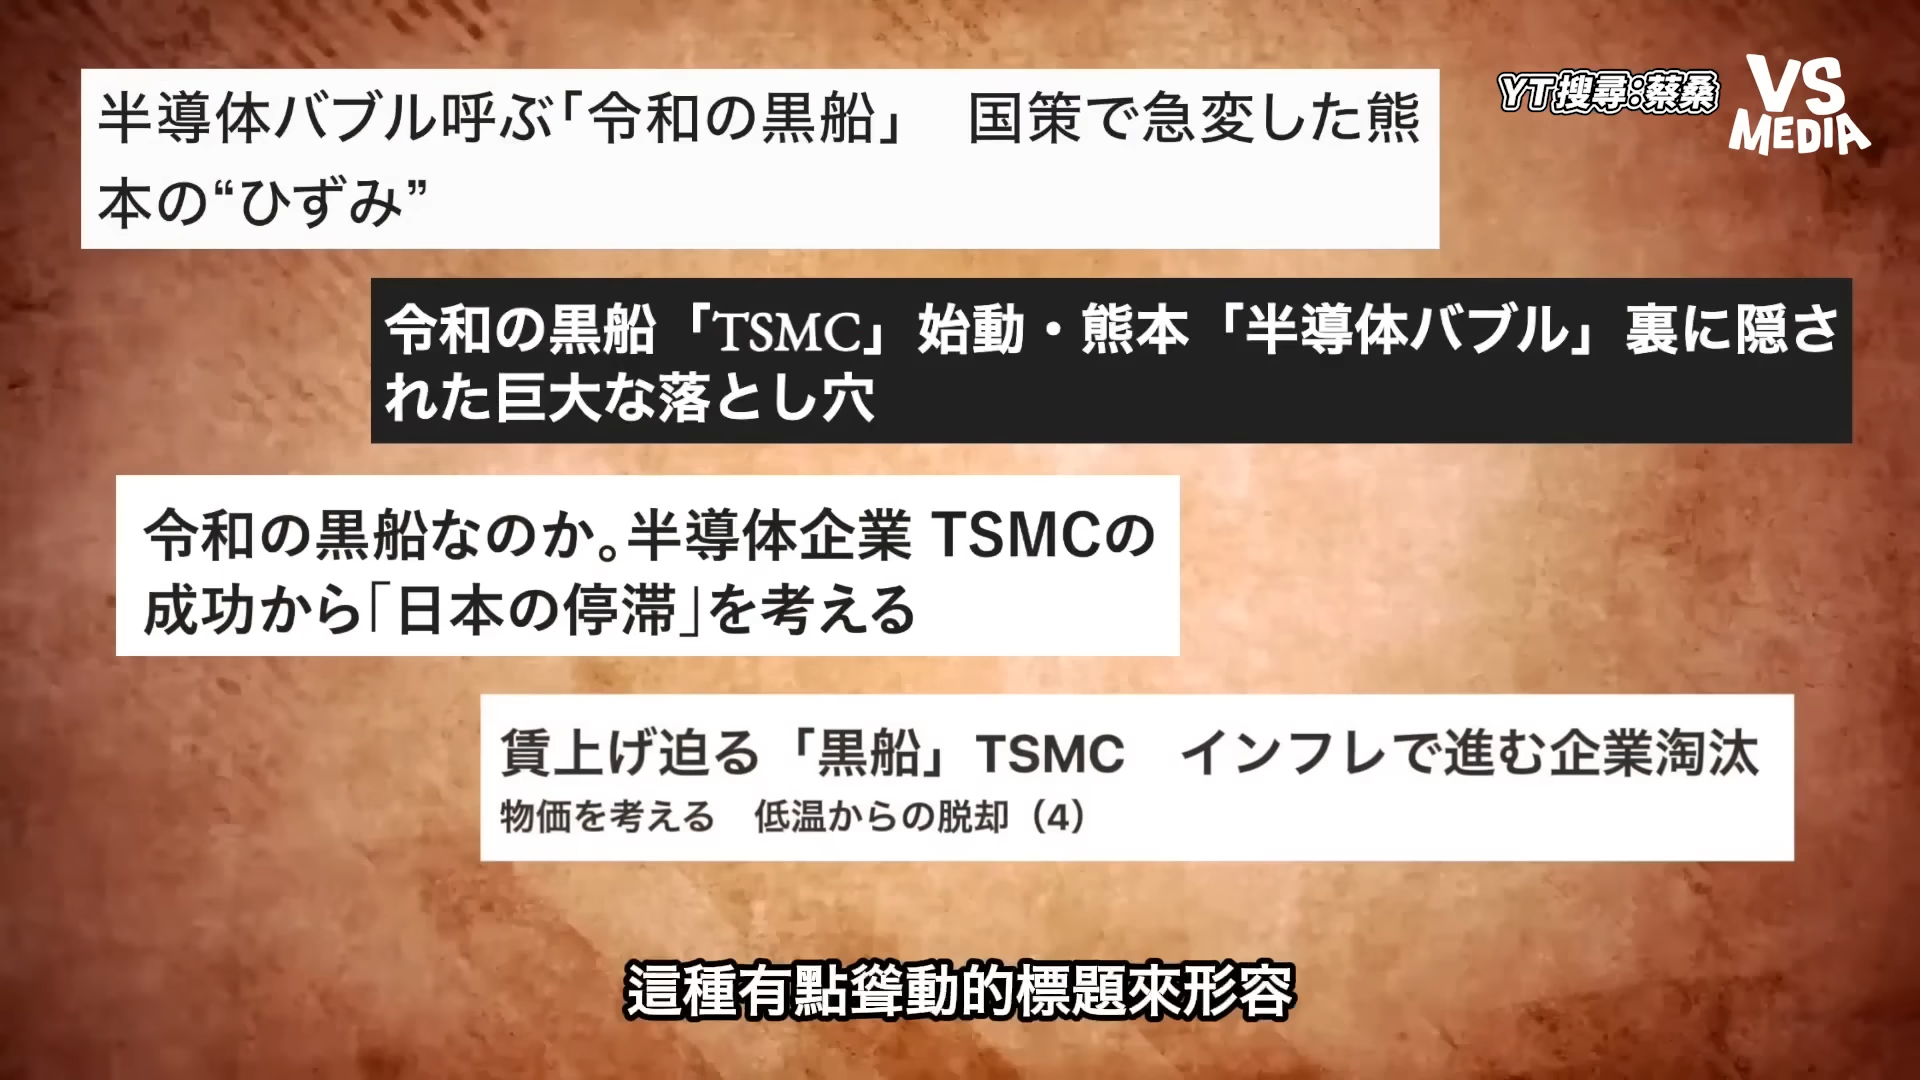 YT搜尋:蔡桑
VS
MEDIA
半導体バブル呼ぶ「令和の黒船」　国策で急変した熊
本の“ひずみ”
令和の黒船「TSMC」始動・熊本「半導体バブル」裏に隠さ
れた巨大な落とし穴
令和の黒船なのか。半導体企業 TSMCの
成功から「日本の停滞」を考える
賃上げ迫る「黒船」TSMC　インフレで進む企業淘汰
物価を考える　低温からの脱却（4）
這種有點聳動的標題來形容